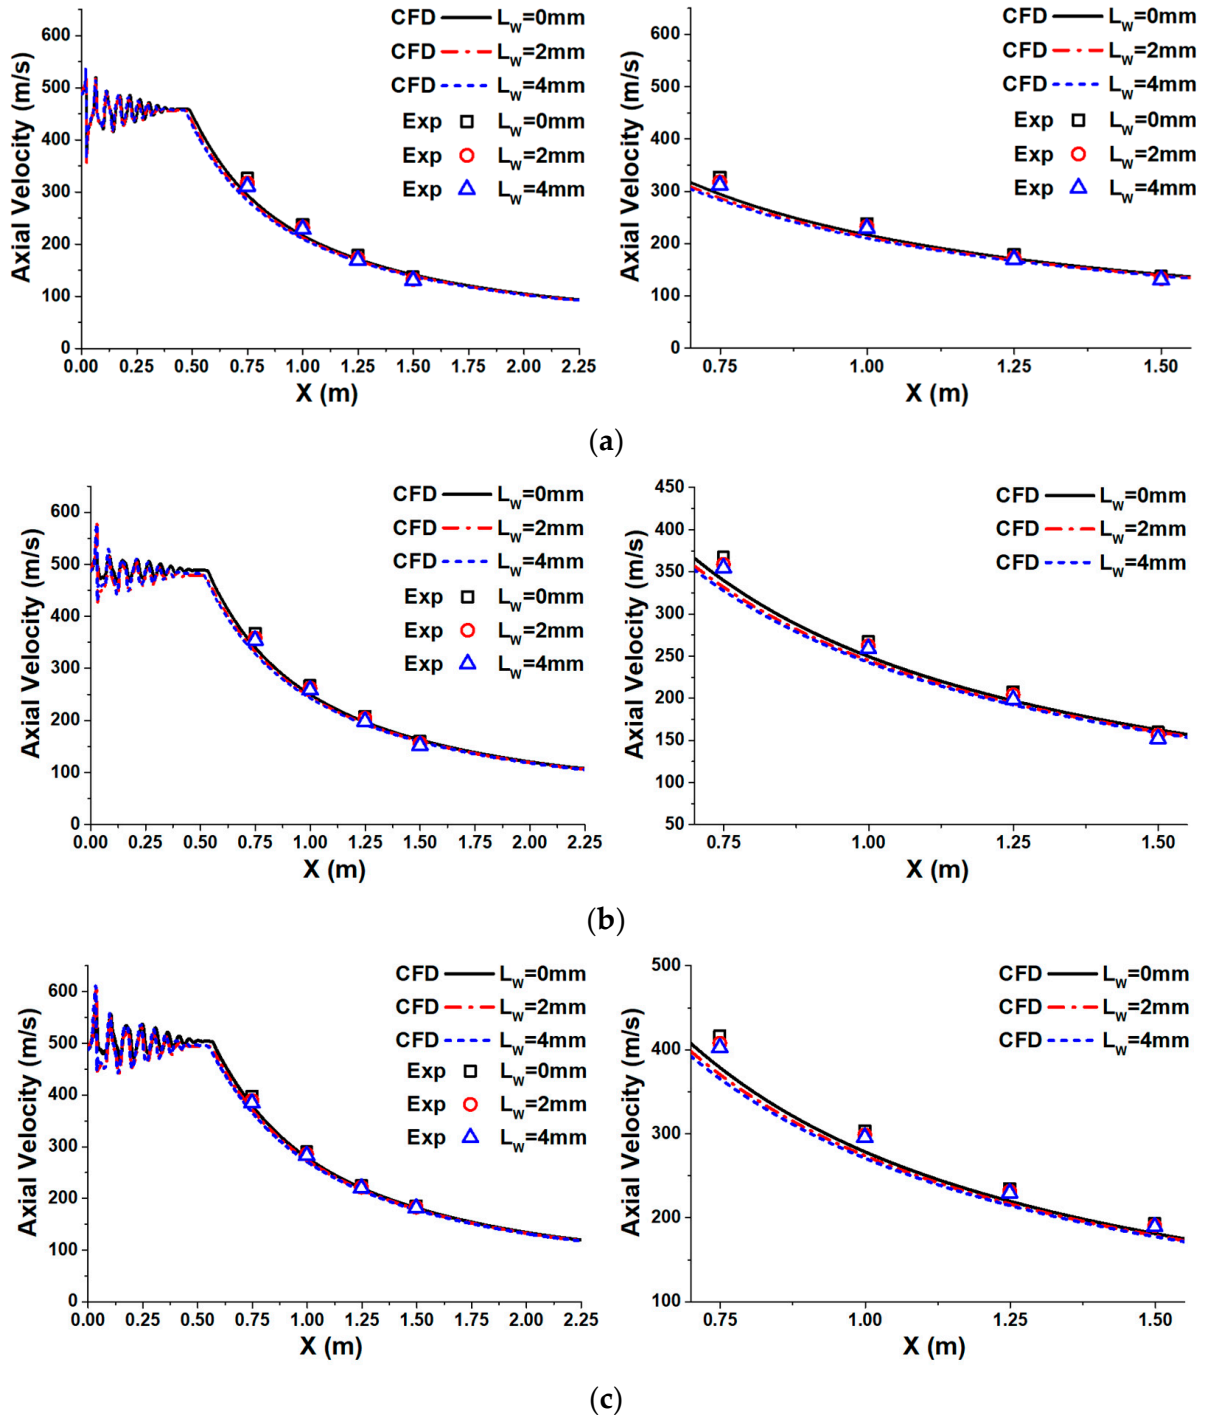 CFD L_W=0mm
CFD L_W=2mm
CFD L_W=4mm
Exp L_W=0mm
Exp L_W=2mm
Exp L_W=4mm
Axial Velocity (m/s)
600
500
400
300
200
100
0
0.00 0.25 0.50 0.75 1.00 1.25 1.50 1.75 2.00 2.25
X (m)
CFD L_W=0mm
CFD L_W=2mm
CFD L_W=4mm
Exp L_W=0mm
Exp L_W=2mm
Exp L_W=4mm
Axial Velocity (m/s)
600
500
400
300
200
100
0
0.75 1.00 1.25 1.50
X (m)
(a)
CFD L_W=0mm
CFD L_W=2mm
CFD L_W=4mm
Exp L_W=0mm
Exp L_W=2mm
Exp L_W=4mm
Axial Velocity (m/s)
600
500
400
300
200
100
0
0.00 0.25 0.50 0.75 1.00 1.25 1.50 1.75 2.00 2.25
X (m)
CFD L_W=0mm
CFD L_W=2mm
CFD L_W=4mm
Axial Velocity (m/s)
450
400
350
300
250
200
150
100
50
0.75 1.00 1.25 1.50
X (m)
(b)
CFD L_W=0mm
CFD L_W=2mm
CFD L_W=4mm
Exp L_W=0mm
Exp L_W=2mm
Exp L_W=4mm
Axial Velocity (m/s)
600
500
400
300
200
100
0
0.00 0.25 0.50 0.75 1.00 1.25 1.50 1.75 2.00 2.25
X (m)
CFD L_W=0mm
CFD L_W=2mm
CFD L_W=4mm
Axial Velocity (m/s)
500
400
300
200
100
0.75 1.00 1.25 1.50
X (m)
(c)